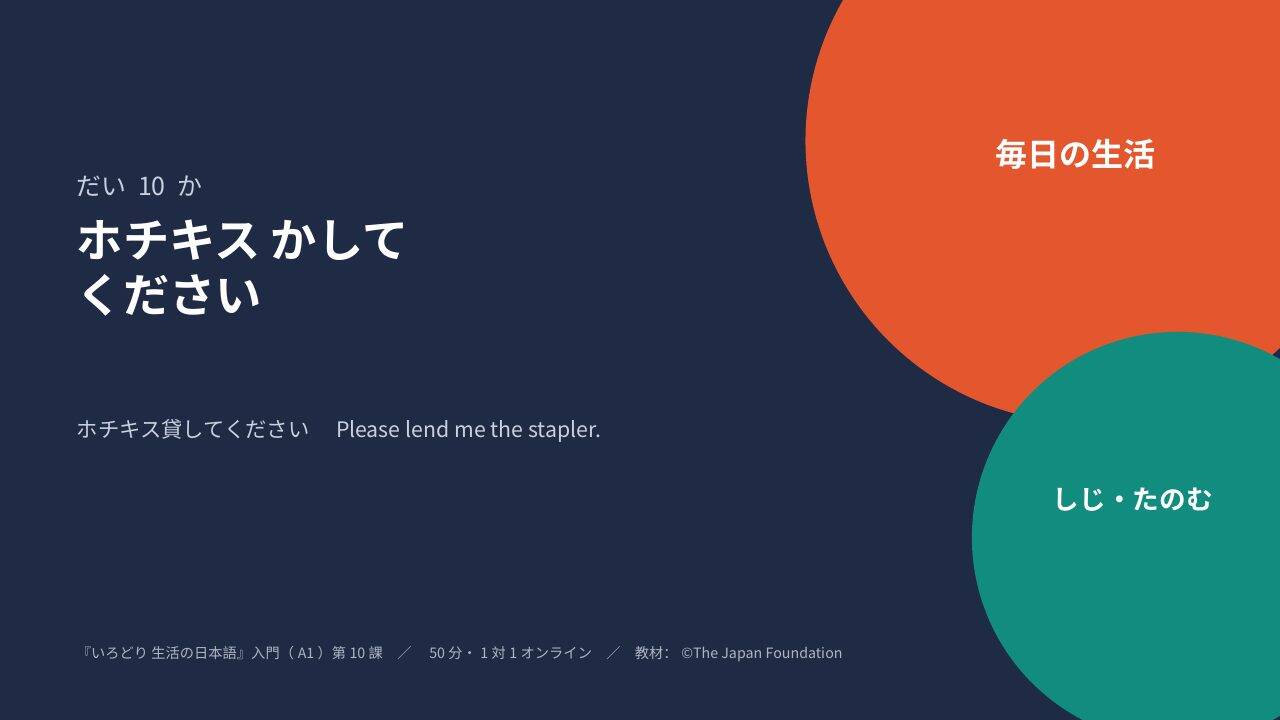 だい 10 か
ホチキス かして
ください
ホチキス貸してください　Please lend me the stapler.
『いろどり 生活の日本語』入門（ A1 ）第 10 課　／　50 分・ 1 対 1 オンライン　／　教材： ©The Japan Foundation
毎日の生活
しじ・たのむ